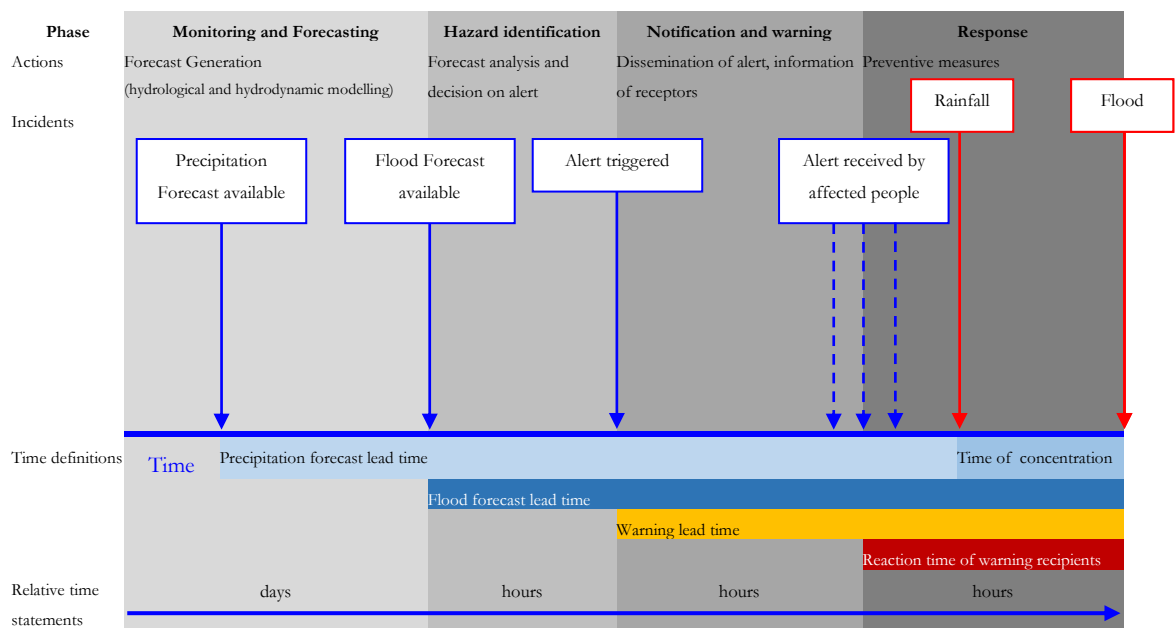 Phase
Monitoring and Forecasting
Hazard identification
Notification and warning
Response
Actions
Forecast Generation
(hydrological and hydrodynamic modelling)
Forecast analysis and
decision on alert
Dissemination of alert, information
of receptors
Preventive measures
Incidents
Rainfall
Flood
Precipitation
Forecast available
Flood Forecast
available
Alert triggered
Alert received by
affected people
Time definitions
Time
Precipitation forecast lead time
Time of concentration
Flood forecast lead time
Warning lead time
Reaction time of warning recipients
Relative time
statements
days
hours
hours
hours